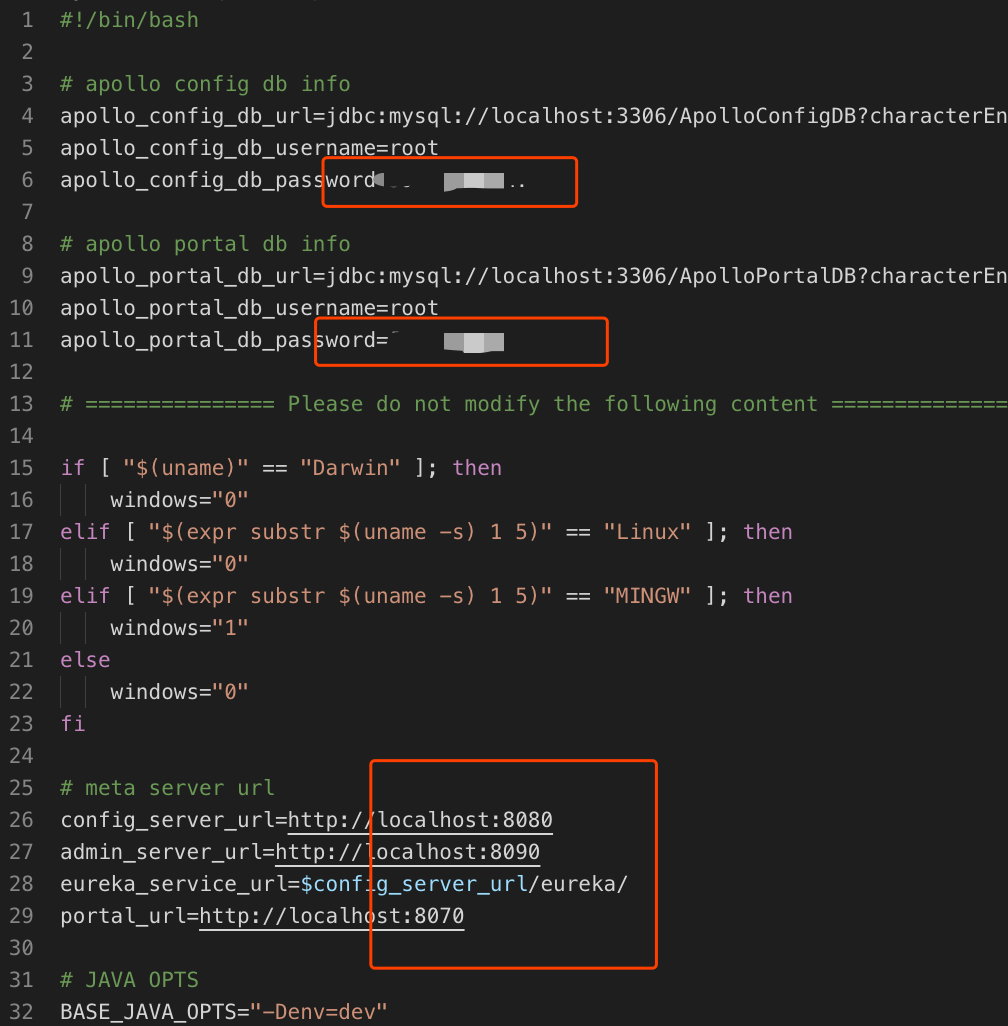 1 #!/bin/bash
2
3 # apollo config db info
4 apollo_config_db_url=jdbc:mysql://localhost:3306/ApolloConfigDB?characterEn
5 apollo_config_db_username=root
6 apollo_config_db_password
7
8 # apollo portal db info
9 apollo_portal_db_url=jdbc:mysql://localhost:3306/ApolloPortalDB?characterEn
10 apollo_portal_db_username=root
11 apollo_portal_db_password=
12
13 # =============== Please do not modify the following content ==============
14
15 if [ "$(uname)" == "Darwin" ]; then
16 windows="0"
17 elif [ "$(expr substr $(uname -s) 1 5)" == "Linux" ]; then
18 windows="0"
19 elif [ "$(expr substr $(uname -s) 1 5)" == "MINGW" ]; then
20 windows="1"
21 else
22 windows="0"
23 fi
24
25 # meta server url
26 config_server_url=http://localhost:8080
27 admin_server_url=http://localhost:8090
28 eureka_service_url=$config_server_url/eureka/
29 portal_url=http://localhost:8070
30
31 # JAVA OPTS
32 BASE_JAVA_OPTS="-Denv=dev"